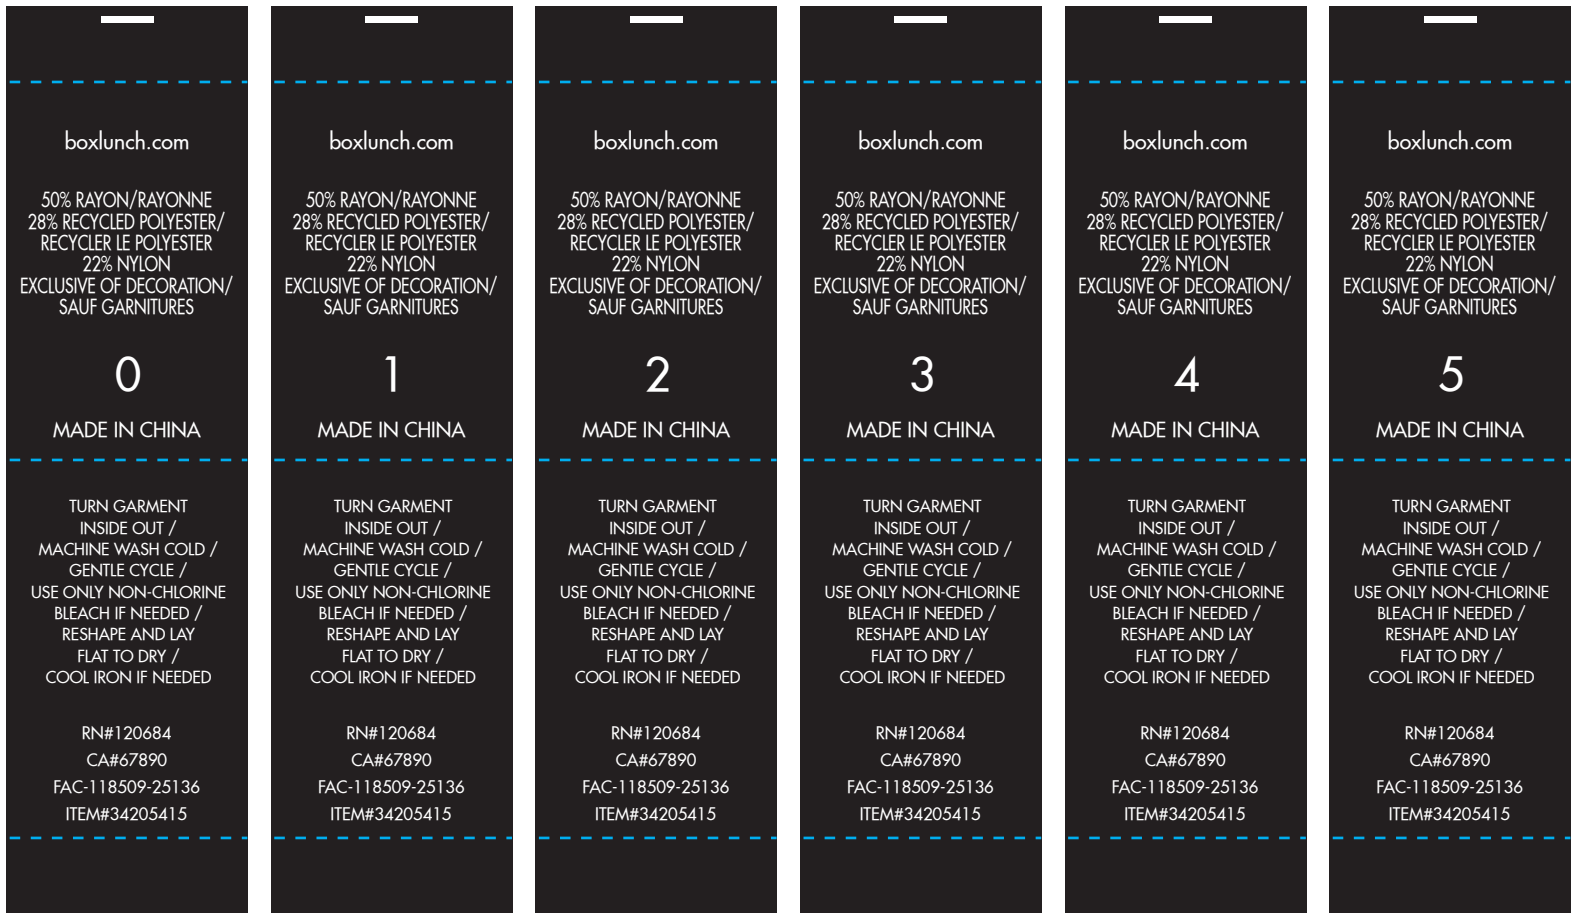 boxlunch.com
50% RAYON/RAYONNE
28% RECYCLED POLYESTER/
RECYCLER LE POLYESTER
22% NYLON
EXCLUSIVE OF DECORATION/
SAUF GARNITURES
0
MADE IN CHINA
TURN GARMENT
INSIDE OUT /
MACHINE WASH COLD /
GENTLE CYCLE /
USE ONLY NON-CHLORINE
BLEACH IF NEEDED /
RESHAPE AND LAY
FLAT TO DRY /
COOL IRON IF NEEDED
RN#120684
CA#67890
FAC-118509-25136
ITEM#34205415
boxlunch.com
50% RAYON/RAYONNE
28% RECYCLED POLYESTER/
RECYCLER LE POLYESTER
22% NYLON
EXCLUSIVE OF DECORATION/
SAUF GARNITURES
1
MADE IN CHINA
TURN GARMENT
INSIDE OUT /
MACHINE WASH COLD /
GENTLE CYCLE /
USE ONLY NON-CHLORINE
BLEACH IF NEEDED /
RESHAPE AND LAY
FLAT TO DRY /
COOL IRON IF NEEDED
RN#120684
CA#67890
FAC-118509-25136
ITEM#34205415
boxlunch.com
50% RAYON/RAYONNE
28% RECYCLED POLYESTER/
RECYCLER LE POLYESTER
22% NYLON
EXCLUSIVE OF DECORATION/
SAUF GARNITURES
2
MADE IN CHINA
TURN GARMENT
INSIDE OUT /
MACHINE WASH COLD /
GENTLE CYCLE /
USE ONLY NON-CHLORINE
BLEACH IF NEEDED /
RESHAPE AND LAY
FLAT TO DRY /
COOL IRON IF NEEDED
RN#120684
CA#67890
FAC-118509-25136
ITEM#34205415
boxlunch.com
50% RAYON/RAYONNE
28% RECYCLED POLYESTER/
RECYCLER LE POLYESTER
22% NYLON
EXCLUSIVE OF DECORATION/
SAUF GARNITURES
3
MADE IN CHINA
TURN GARMENT
INSIDE OUT /
MACHINE WASH COLD /
GENTLE CYCLE /
USE ONLY NON-CHLORINE
BLEACH IF NEEDED /
RESHAPE AND LAY
FLAT TO DRY /
COOL IRON IF NEEDED
RN#120684
CA#67890
FAC-118509-25136
ITEM#34205415
boxlunch.com
50% RAYON/RAYONNE
28% RECYCLED POLYESTER/
RECYCLER LE POLYESTER
22% NYLON
EXCLUSIVE OF DECORATION/
SAUF GARNITURES
4
MADE IN CHINA
TURN GARMENT
INSIDE OUT /
MACHINE WASH COLD /
GENTLE CYCLE /
USE ONLY NON-CHLORINE
BLEACH IF NEEDED /
RESHAPE AND LAY
FLAT TO DRY /
COOL IRON IF NEEDED
RN#120684
CA#67890
FAC-118509-25136
ITEM#34205415
boxlunch.com
50% RAYON/RAYONNE
28% RECYCLED POLYESTER/
RECYCLER LE POLYESTER
22% NYLON
EXCLUSIVE OF DECORATION/
SAUF GARNITURES
5
MADE IN CHINA
TURN GARMENT
INSIDE OUT /
MACHINE WASH COLD /
GENTLE CYCLE /
USE ONLY NON-CHLORINE
BLEACH IF NEEDED /
RESHAPE AND LAY
FLAT TO DRY /
COOL IRON IF NEEDED
RN#120684
CA#67890
FAC-118509-25136
ITEM#34205415